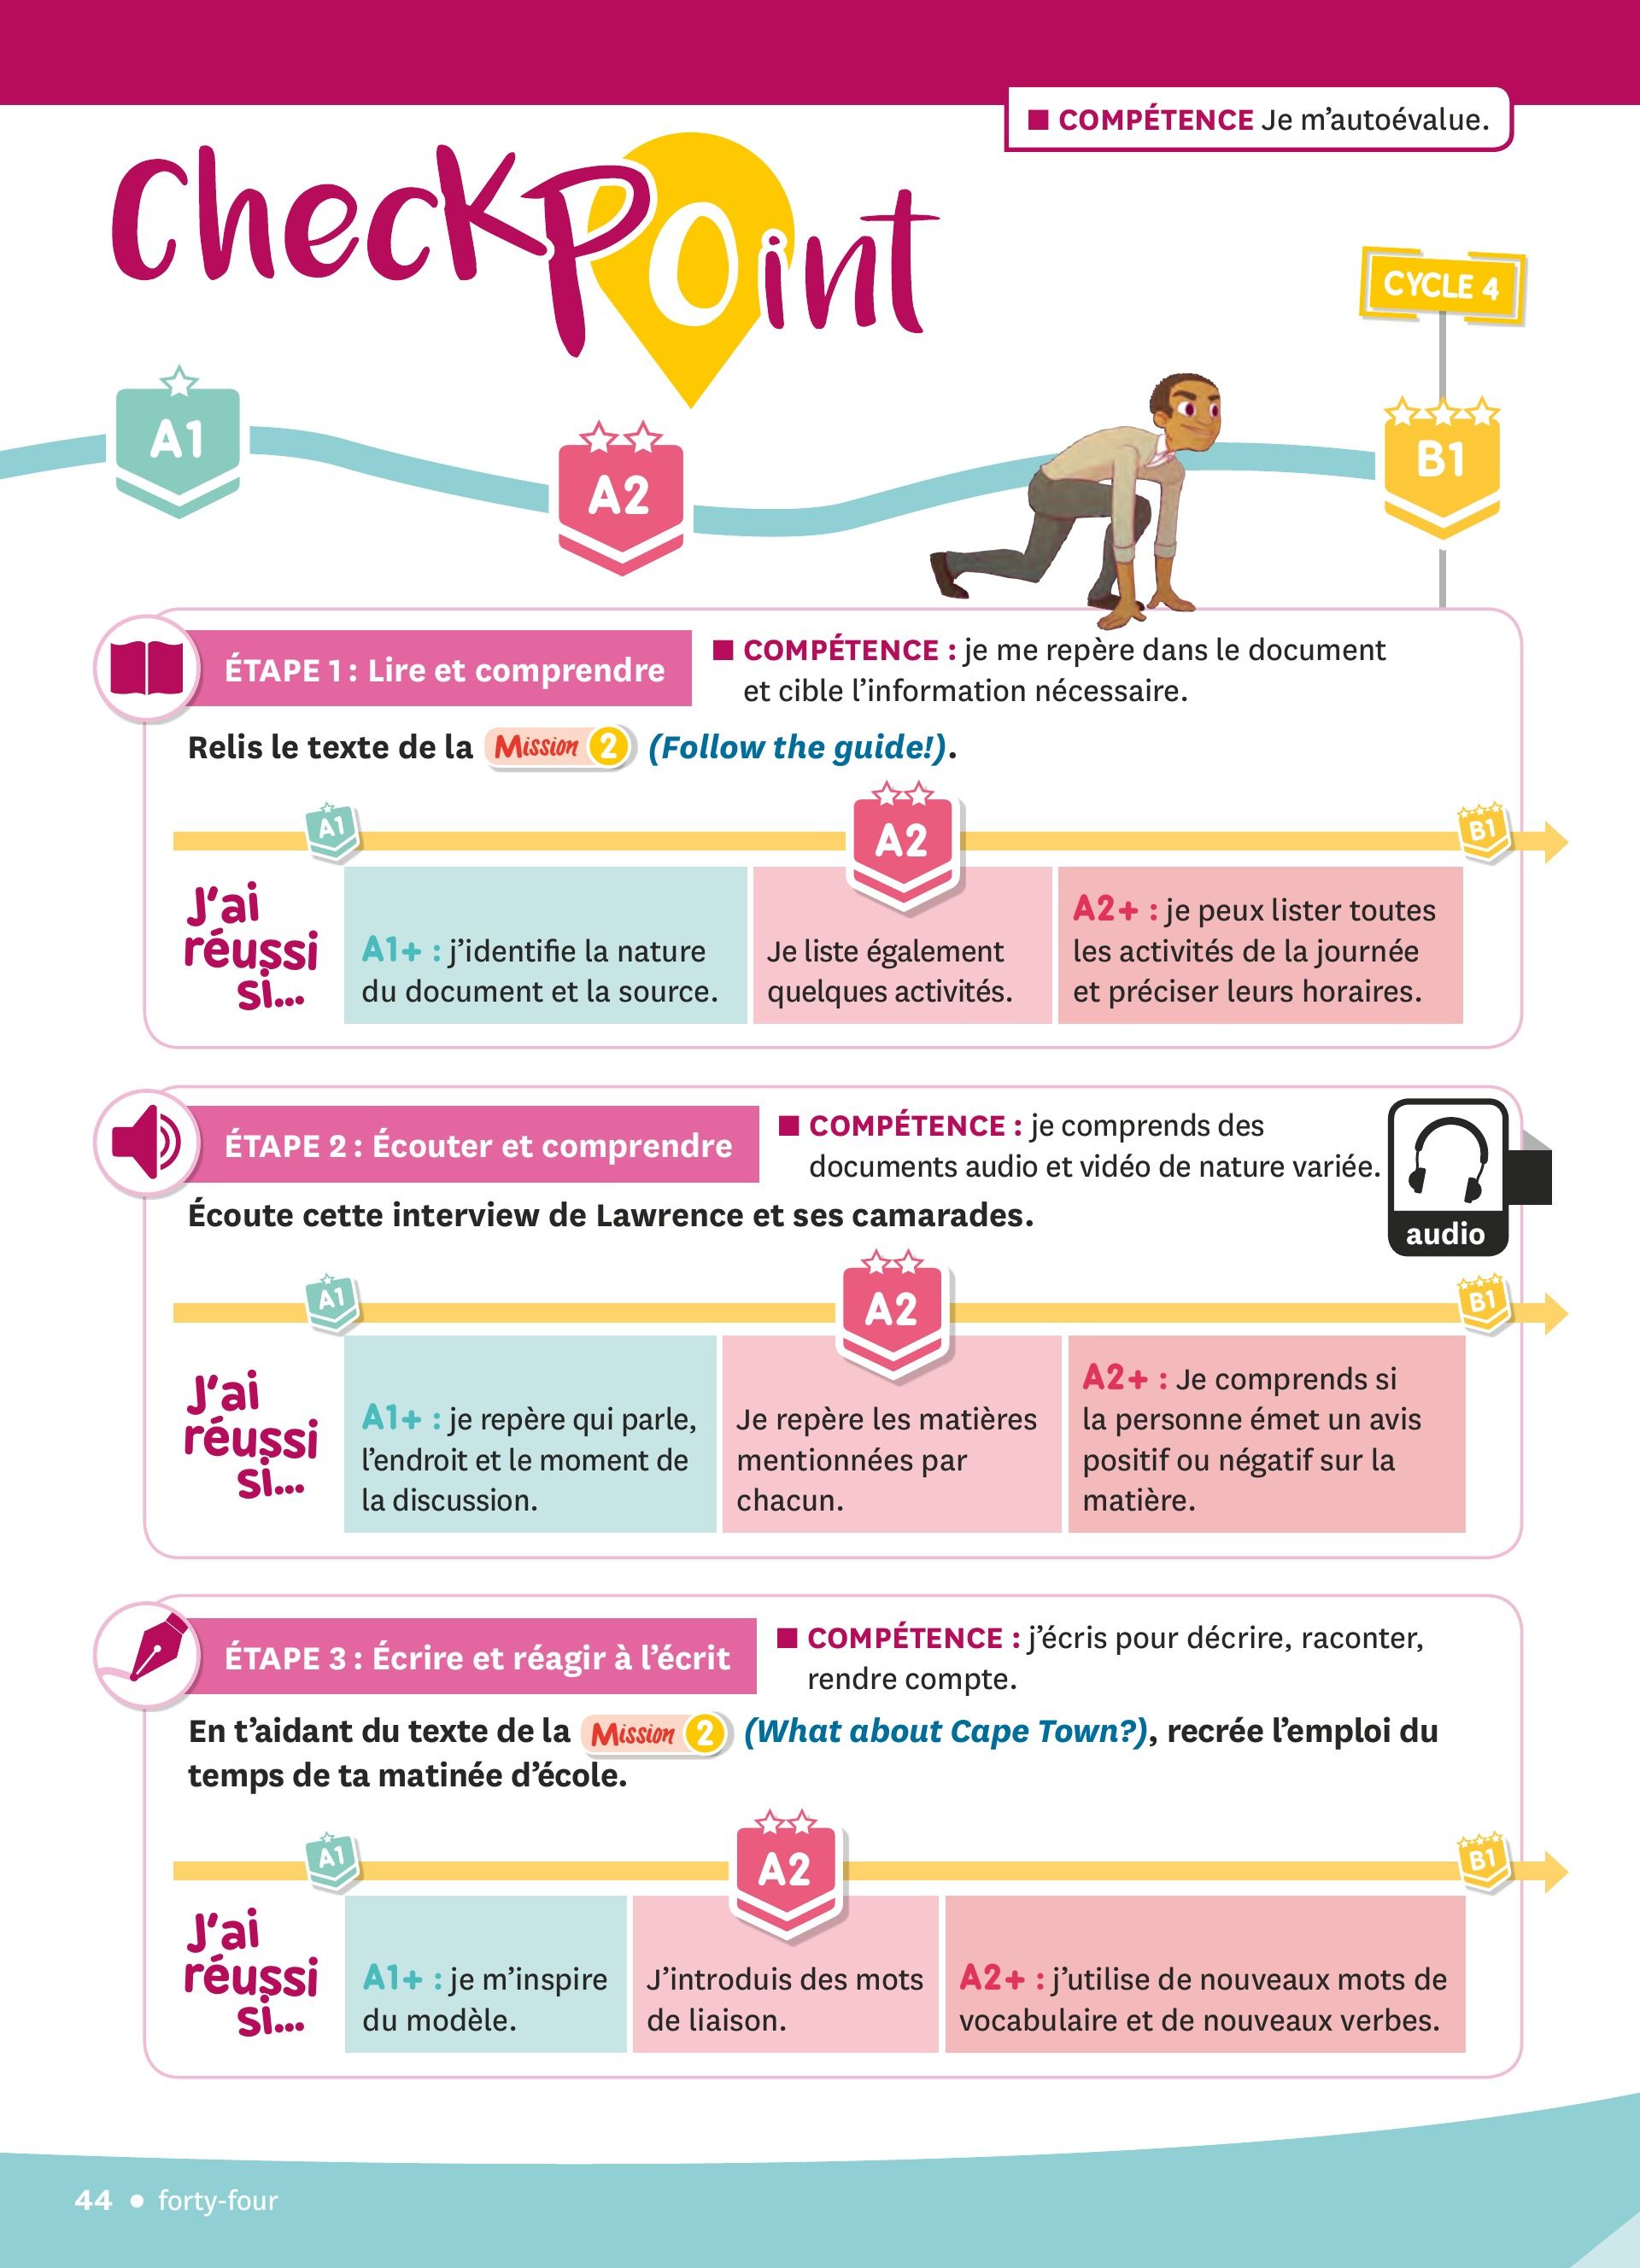 ■ COMPÉTENCE Je m’autoévalue.
CheckPoint
CYCLE 4
A1
A2
B1
ÉTAPE 1 : Lire et comprendre
■ COMPÉTENCE : je me repère dans le document
et cible l’information nécessaire.
Relis le texte de la Mission 2 (Follow the guide!).
A1
A2
B1
J’ai
réussi
si...
A1+ : j’identifie la nature
du document et la source.
Je liste également
quelques activités.
A2+ : je peux lister toutes
les activités de la journée
et préciser leurs horaires.
ÉTAPE 2 : Écouter et comprendre
■ COMPÉTENCE : je comprends des
documents audio et vidéo de nature variée.
audio
Écoute cette interview de Lawrence et ses camarades.
A1
A2
B1
J’ai
réussi
si...
A1+ : je repère qui parle,
l’endroit et le moment de
la discussion.
Je repère les matières
mentionnées par
chacun.
A2+ : Je comprends si
la personne émet un avis
positif ou négatif sur la
matière.
ÉTAPE 3 : Écrire et réagir à l’écrit
■ COMPÉTENCE : j’écris pour décrire, raconter,
rendre compte.
En t’aidant du texte de la Mission 2 (What about Cape Town?), recrée l’emploi du
temps de ta matinée d’école.
A1
A2
B1
J’ai
réussi
si...
A1+ : je m’inspire
du modèle.
J’introduis des mots
de liaison.
A2+ : j’utilise de nouveaux mots de
vocabulaire et de nouveaux verbes.
44 • forty-four